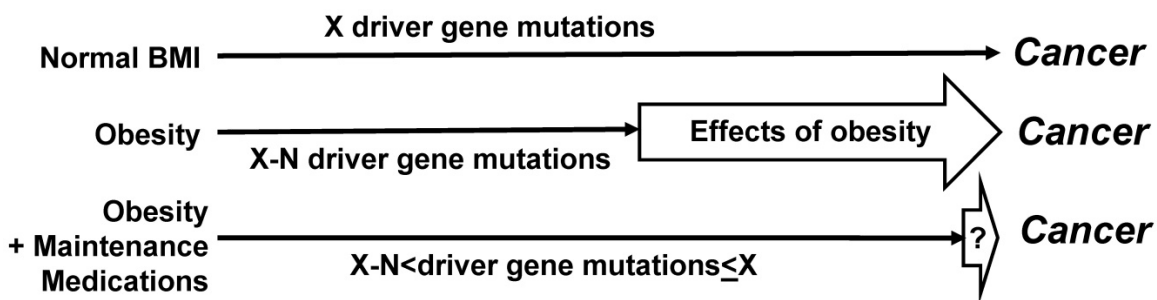 X driver gene mutations
Normal BMI
Cancer
Obesity
Effects of obesity
Cancer
X-N driver gene mutations
Obesity
+ Maintenance
Medications
?
Cancer
X-N<driver gene mutations≤X